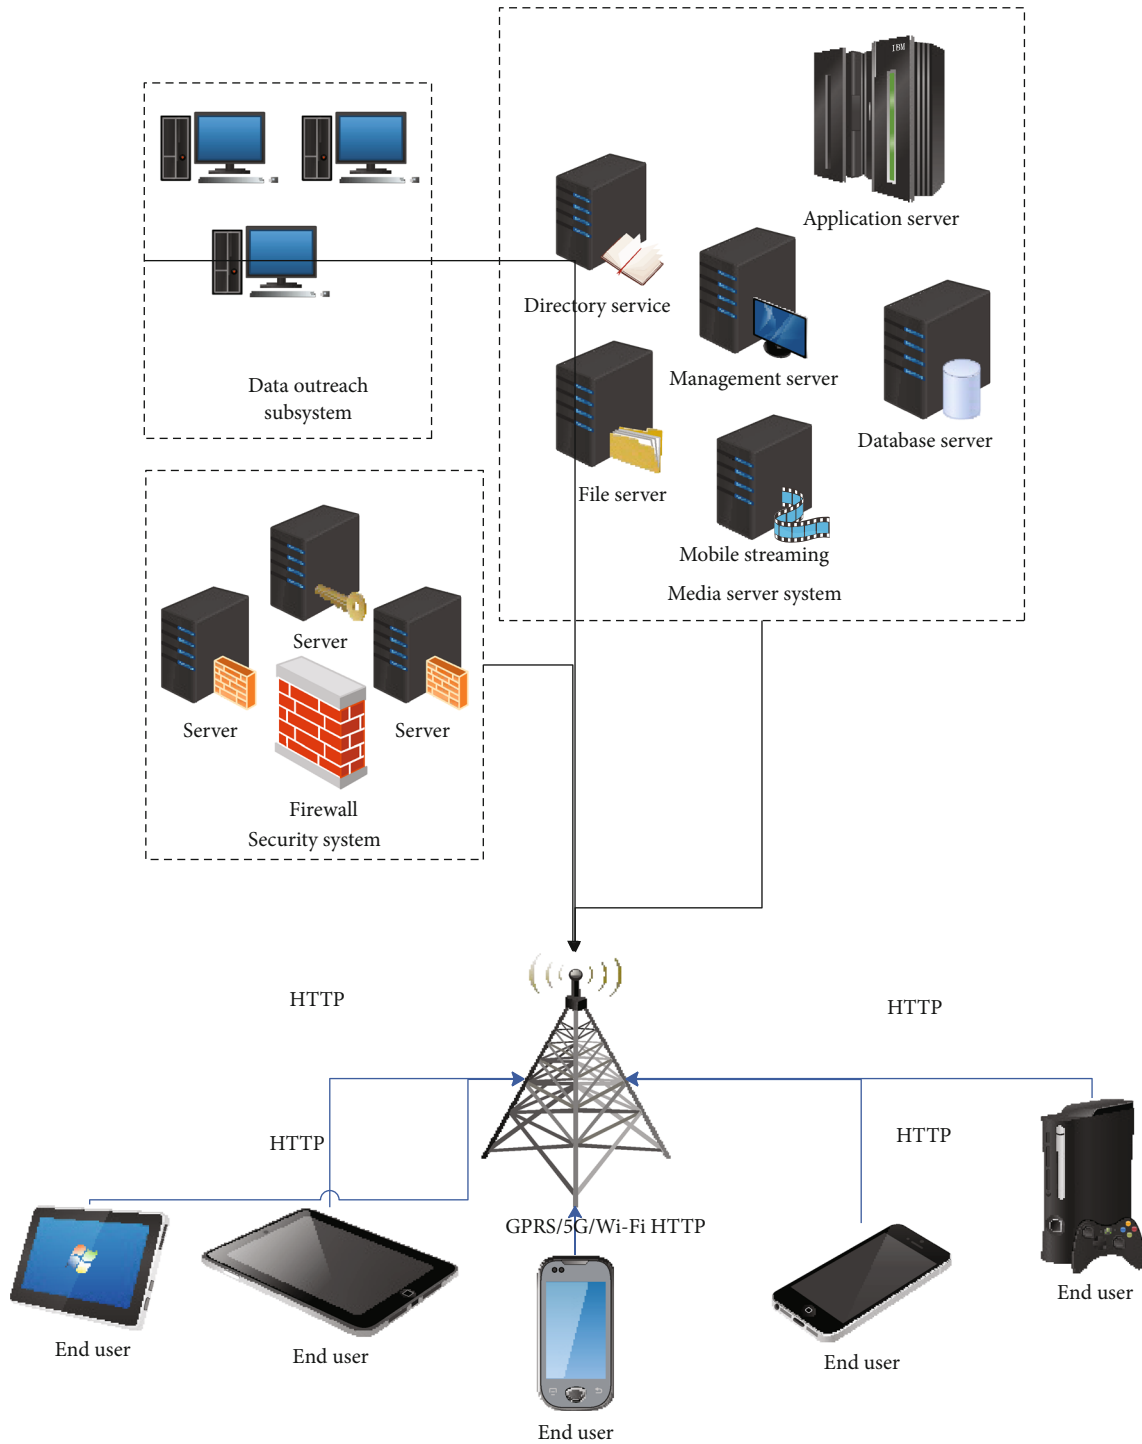 IBM
Application server
Directory service
Management server
Database server
File server
Mobile streaming
Media server system
Data outreach
subsystem
Server
Server
Server
Firewall
Security system
HTTP
HTTP
HTTP
HTTP
GPRS/5G/Wi-Fi HTTP
End user
End user
End user
End user
End user